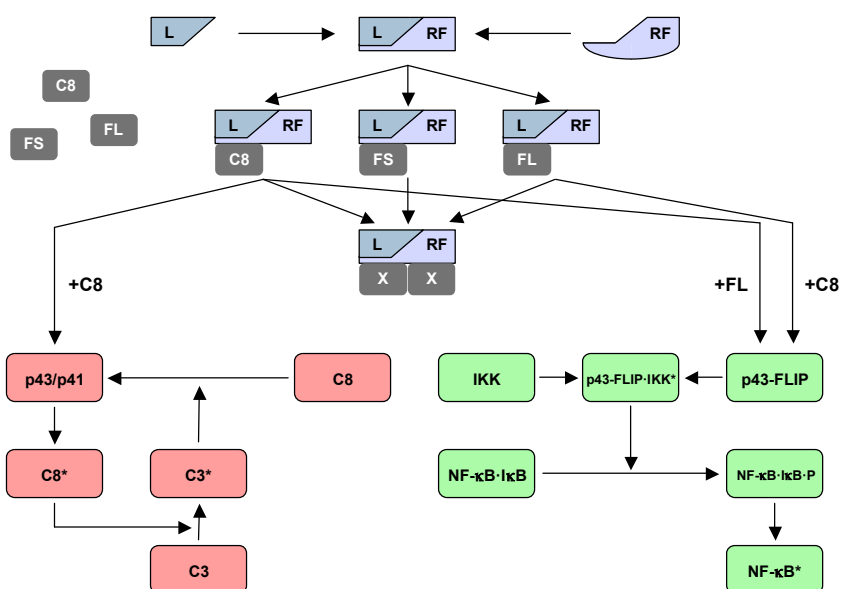 L
L RF
RF
C8
FS
FL
L RF
C8
L RF
FS
L RF
FL
L RF
X X
+C8
+FL
+C8
p43/p41
C8
IKK
p43-FLIP·IKK*
p43-FLIP
C8*
C3*
NF-κB·IκB
NF-κB·IκB·P
C3
NF-κB*